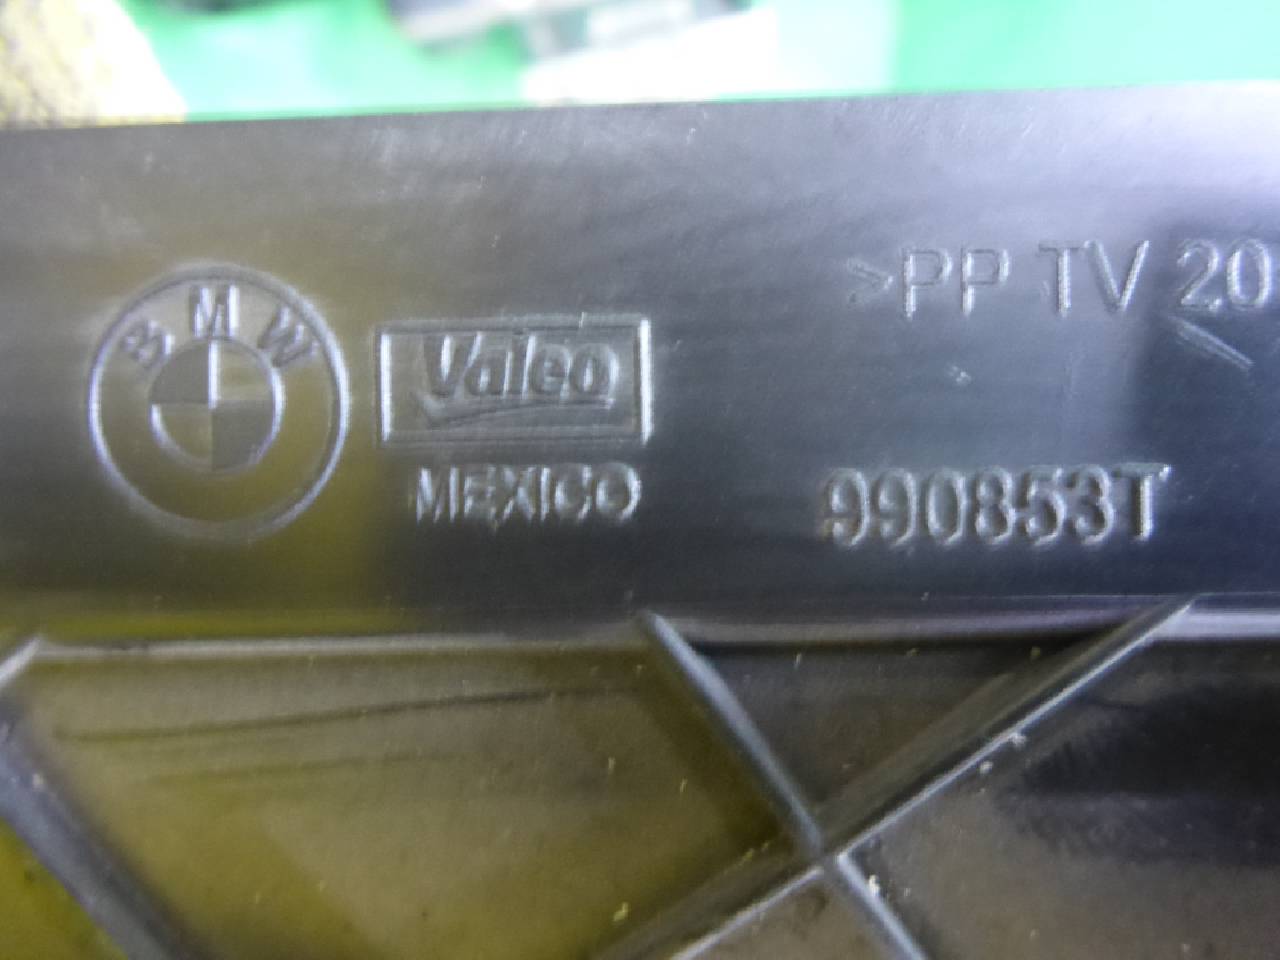 BMW
Valeo
MEXICO
>PP TV 20
<
990853T